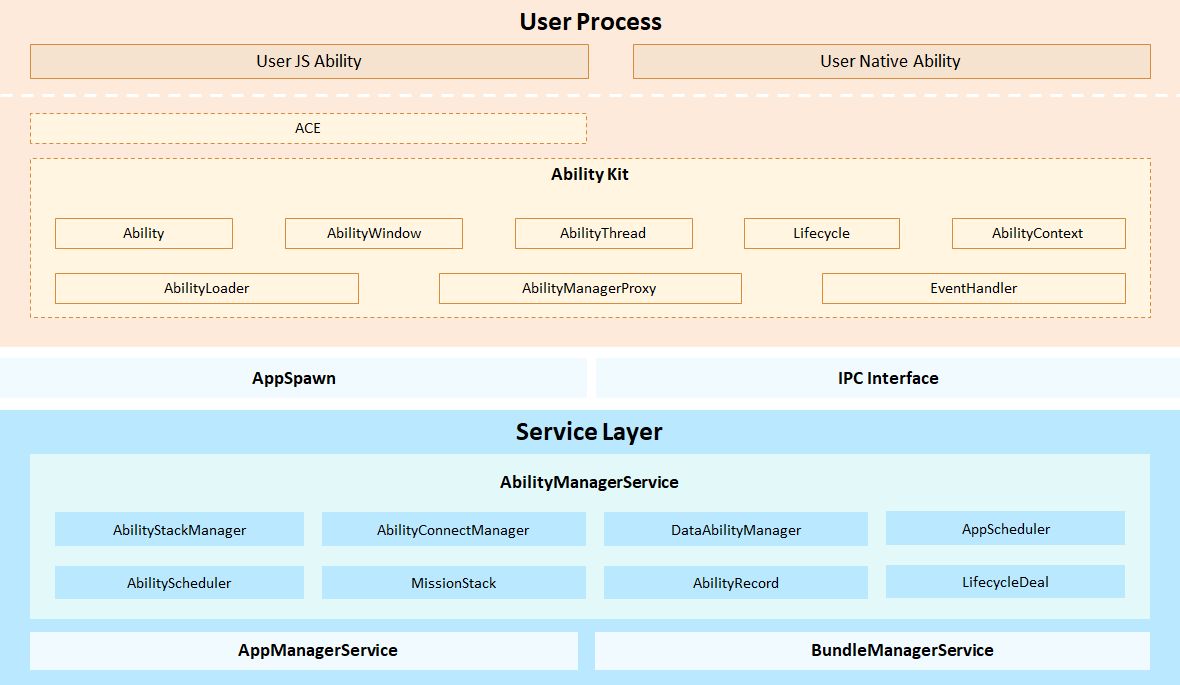 User Process
User JS Ability
User Native Ability
ACE
Ability Kit
Ability
AbilityWindow
AbilityThread
Lifecycle
AbilityContext
AbilityLoader
AbilityManagerProxy
EventHandler
AppSpawn
IPC Interface
Service Layer
AbilityManagerService
AbilityStackManager
AbilityConnectManager
DataAbilityManager
AppScheduler
AbilityScheduler
MissionStack
AbilityRecord
LifecycleDeal
AppManagerService
BundleManagerService